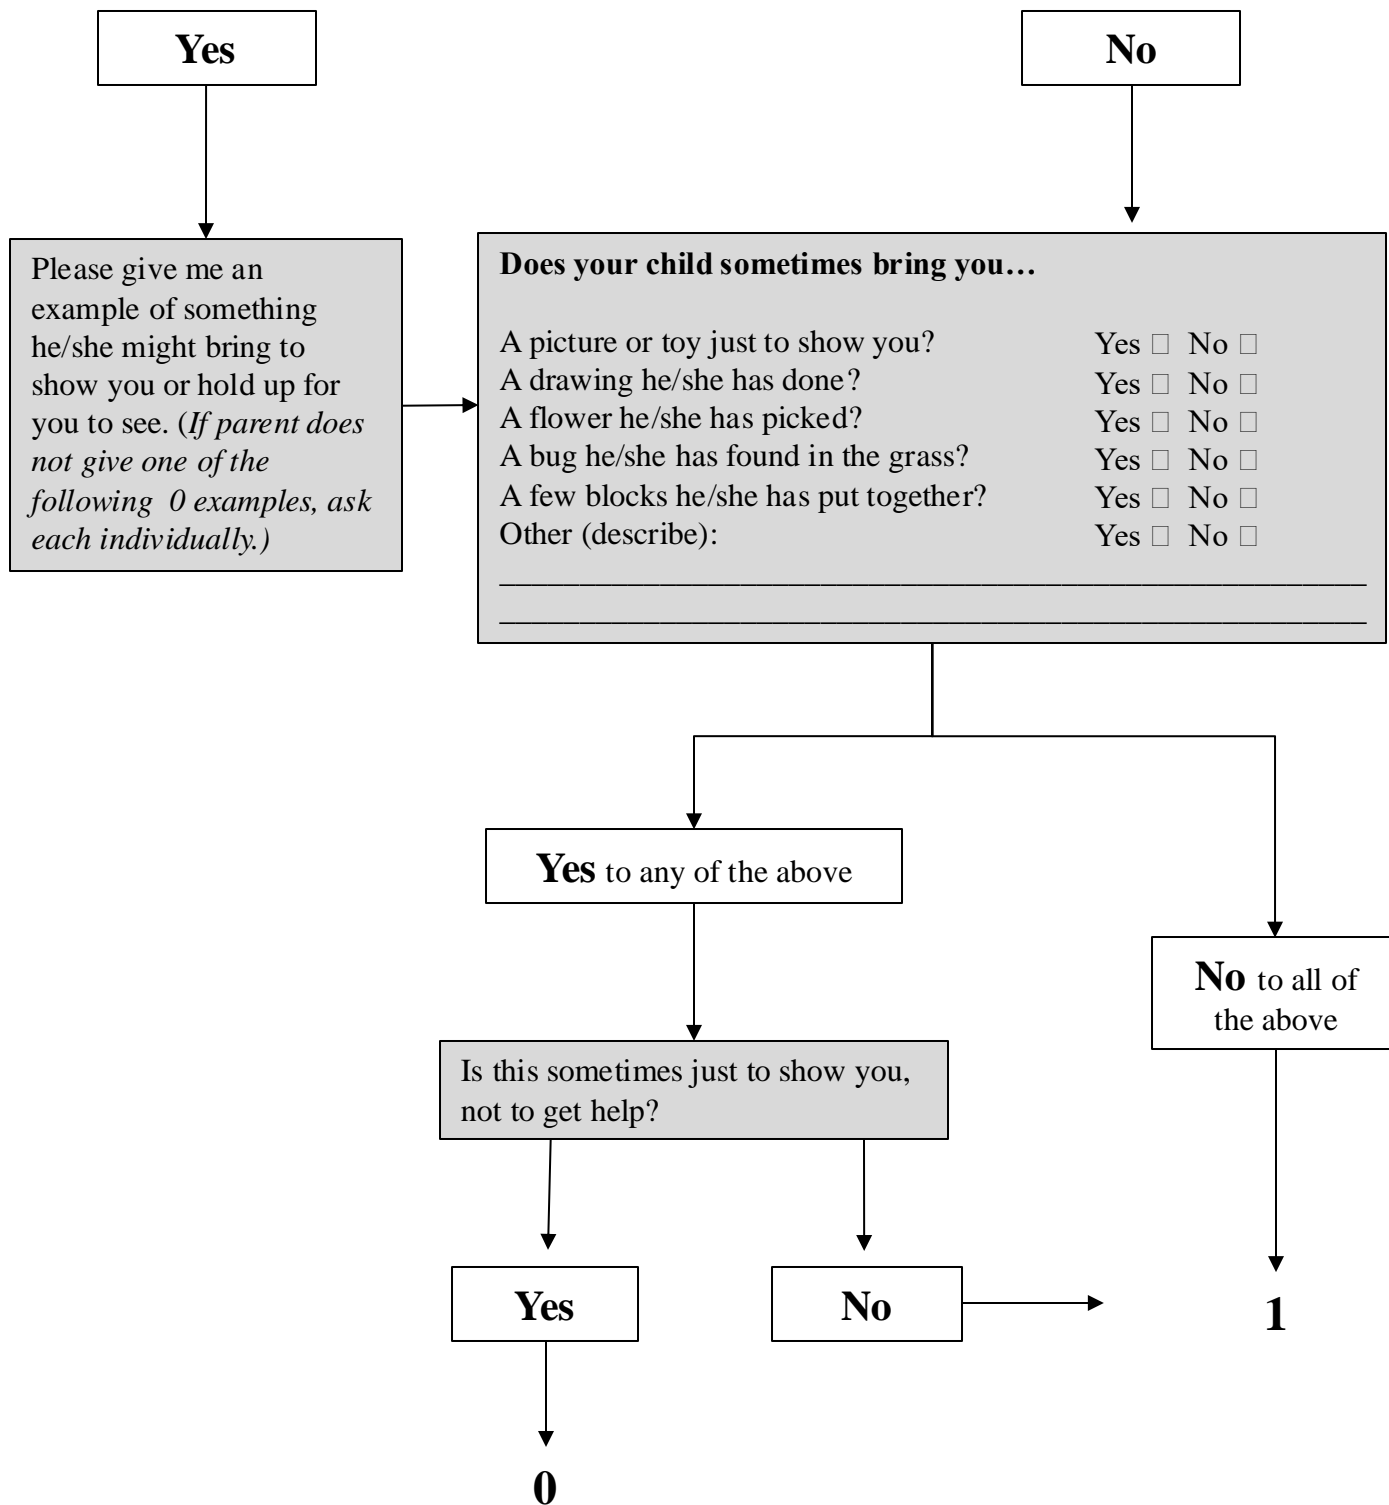 Yes
No
Please give me an
example of something
he/she might bring to
show you or hold up for
you to see. (If parent does
not give one of the
following 0 examples, ask
each individually.)
Does your child sometimes bring you…
A picture or toy just to show you? Yes □ No □
A drawing he/she has done? Yes □ No □
A flower he/she has picked? Yes □ No □
A bug he/she has found in the grass? Yes □ No □
A few blocks he/she has put together? Yes □ No □
Other (describe): Yes □ No □
Yes to any of the above
No to all of
the above
Is this sometimes just to show you,
not to get help?
Yes
No
1
0